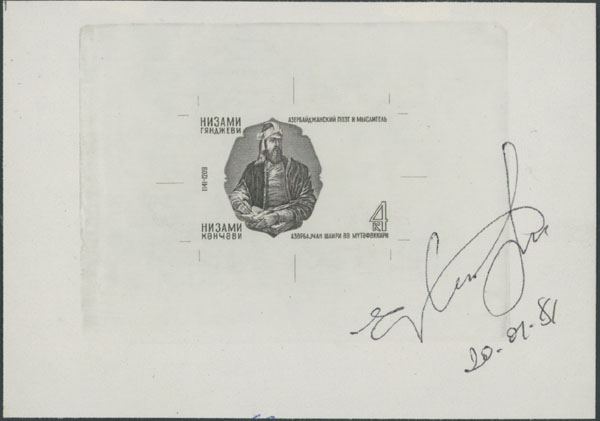 НИЗАМИ
ГЯНДЖЕВИ
АЗЕРБАЙДЖАНСКИЙ ПОЭТ И МЫСЛИТЕЛЬ
1141-1209
4
К
НИЗАМИ
КӘНҸӘВИ
АЗӘРБАЈҸАН ШАИРИ ВӘ МҮТӘФӘККИРИ
20-01-81